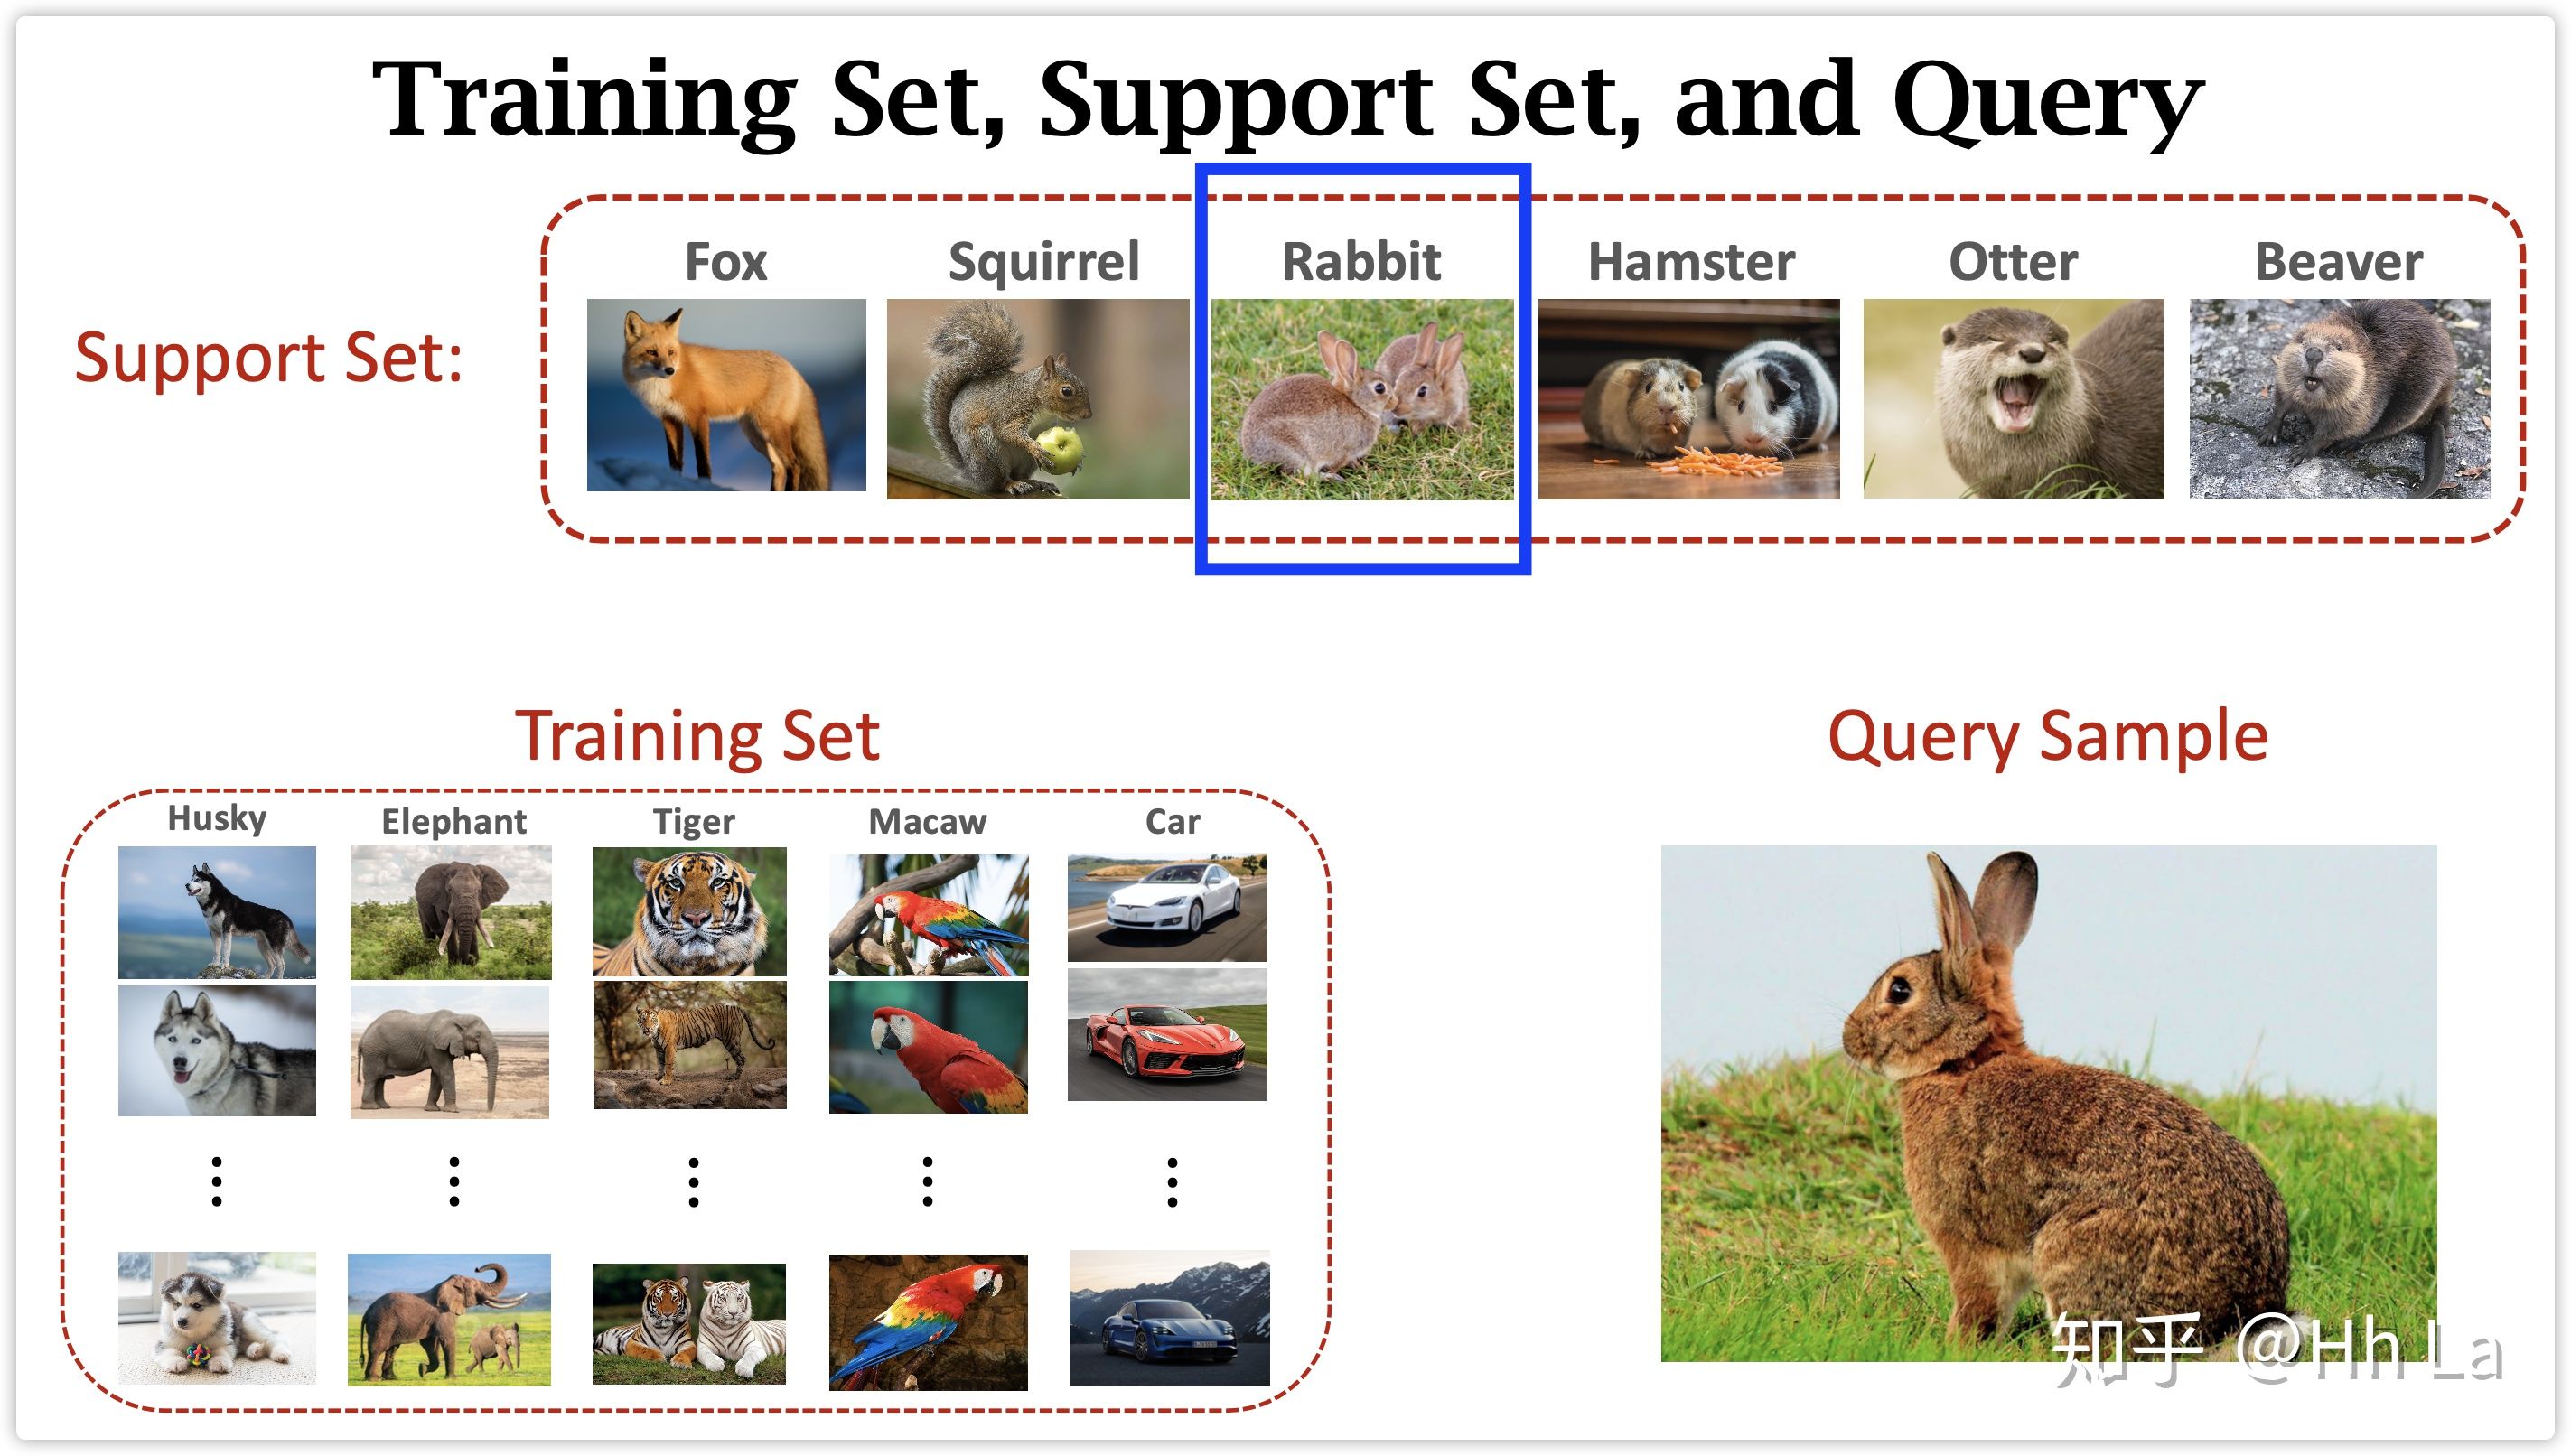 Training Set, Support Set, and Query
Support Set:
Fox Squirrel Rabbit Hamster Otter Beaver
Training Set
Query Sample
Husky Elephant Tiger Macaw Car
知乎 @Hh La